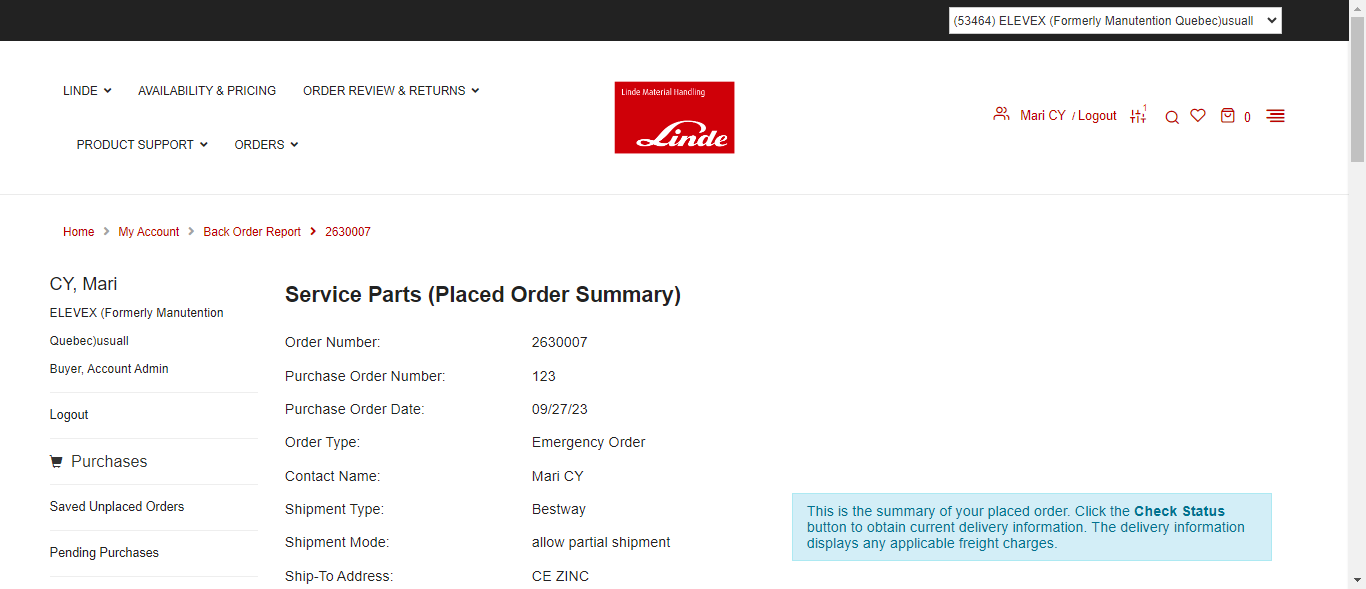 (53464) ELEVEX (Formerly Manutention Quebec)usuall
LINDE
AVAILABILITY & PRICING
ORDER REVIEW & RETURNS
PRODUCT SUPPORT
ORDERS
Linde Material Handling
Linde
Mari CY / Logout
1
0
Home
My Account
Back Order Report
2630007
CY, Mari
ELEVEX (Formerly Manutention
Quebec)usuall
Buyer, Account Admin
Logout
Purchases
Saved Unplaced Orders
Pending Purchases
Service Parts (Placed Order Summary)
Order Number: 2630007
Purchase Order Number: 123
Purchase Order Date: 09/27/23
Order Type: Emergency Order
Contact Name: Mari CY
Shipment Type: Bestway
Shipment Mode: allow partial shipment
Ship-To Address: CE ZINC
This is the summary of your placed order. Click the Check Status
button to obtain current delivery information. The delivery information
displays any applicable freight charges.